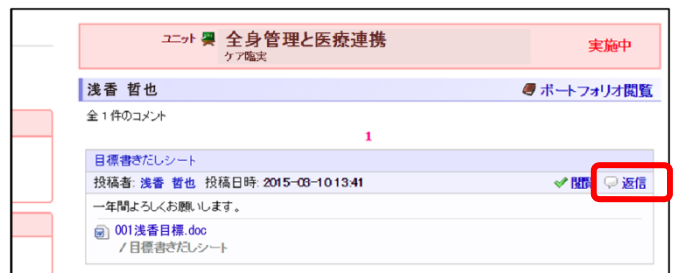 ユニット 全身管理と医療連携
ケア臨実
実施中
浅香 哲也 ポートフォリオ閲覧
全1件のコメント
1
目標書きだしシート
投稿者: 浅香 哲也 投稿日時: 2015-03-10 13:41 閲 返信
一年間よろしくお願いします。
001浅香目標.doc
/ 目標書きだしシート